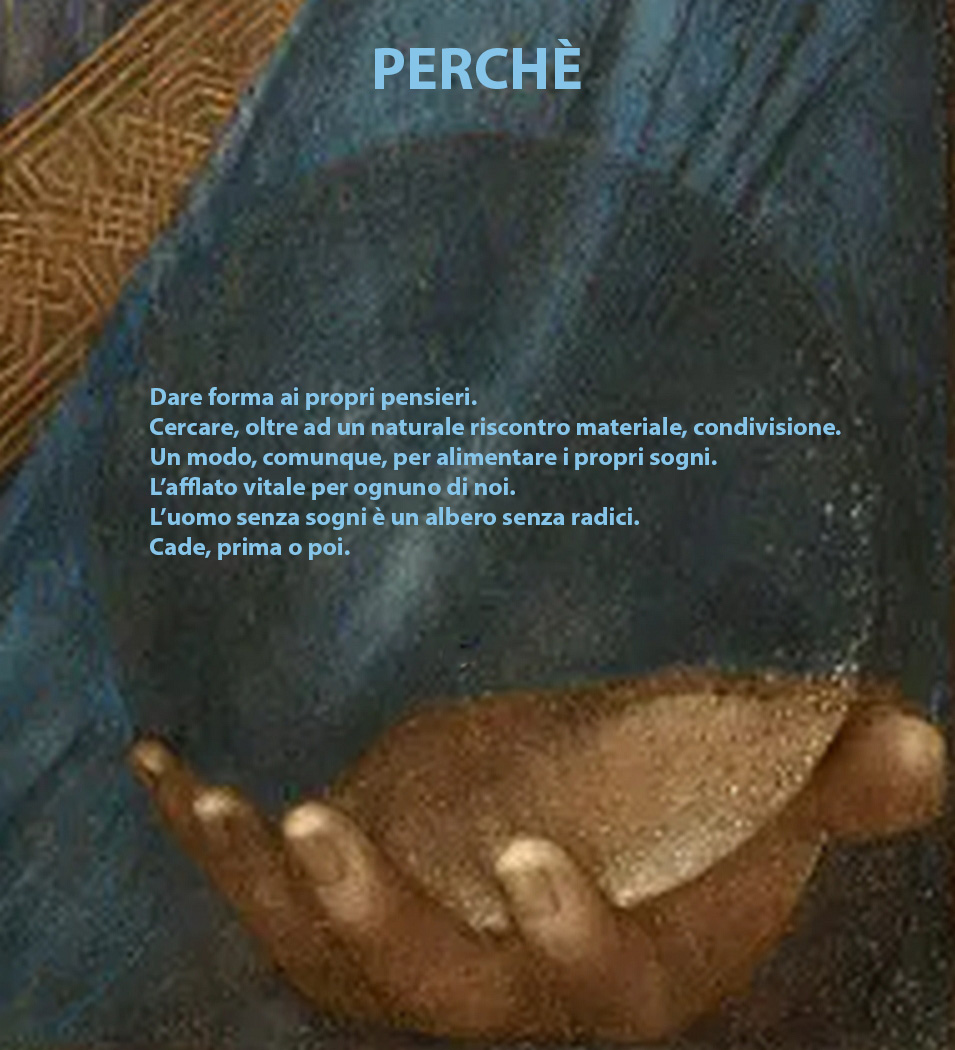 PERCHÈ
Dare forma ai propri pensieri.
Cercare, oltre ad un naturale riscontro materiale, condivisione.
Un modo, comunque, per alimentare i propri sogni.
L’afflato vitale per ognuno di noi.
L’uomo senza sogni è un albero senza radici.
Cade, prima o poi.